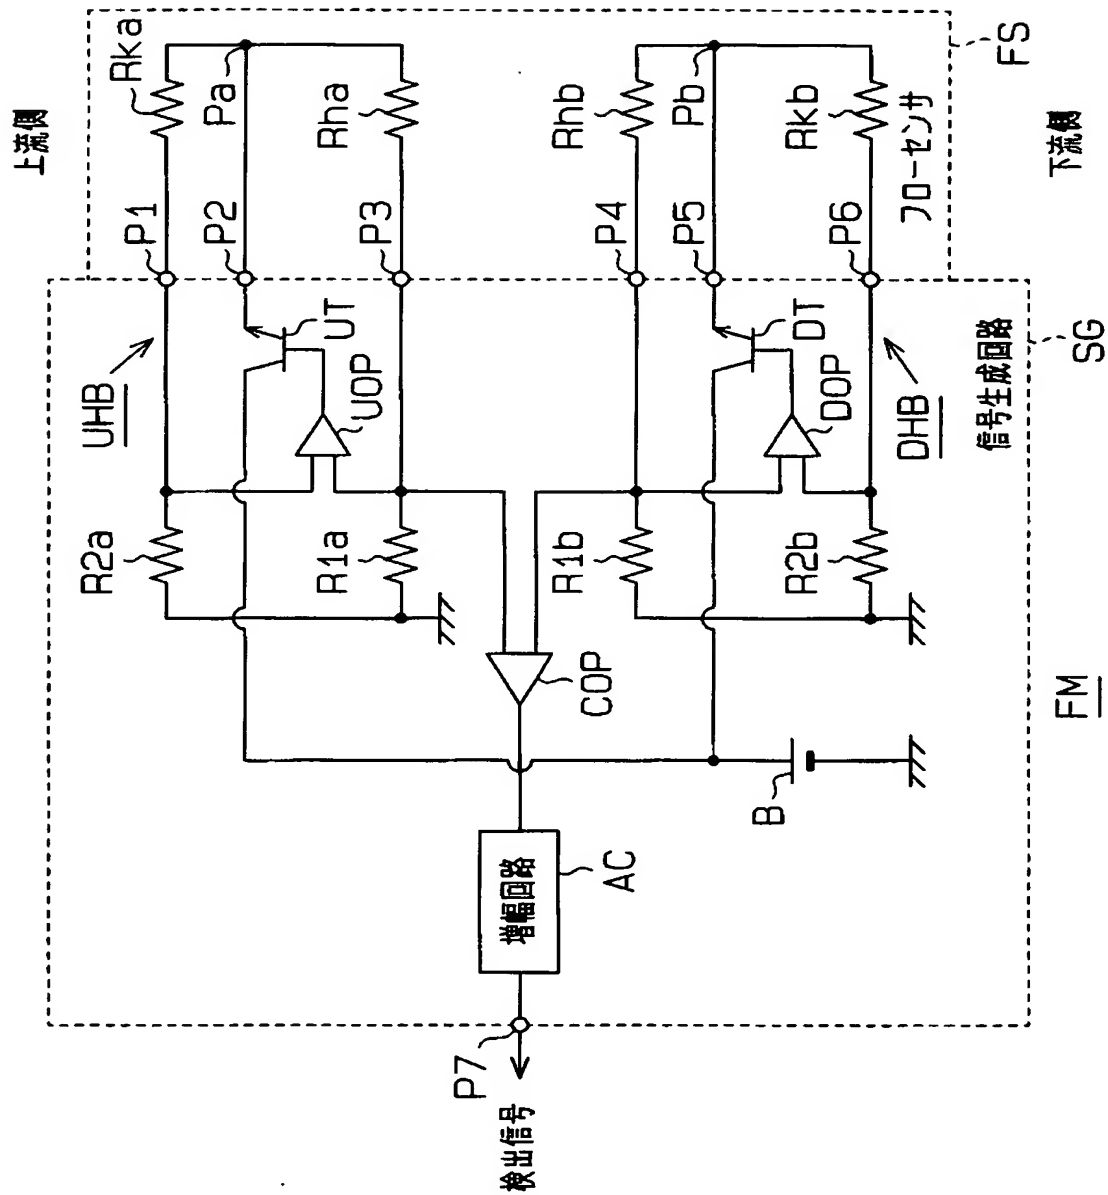 上流側
下流側
FS
フローセンサ
Rka
Pa
Rha
Rhb
Pb
Rkb
P1
P2
P3
P4
P5
P6
UHB
UT
UOP
DT
DOP
DHB
信号生成回路
SG
R2a
R1a
R1b
R2b
COP
FM
B
増幅回路
AC
P7
検出信号